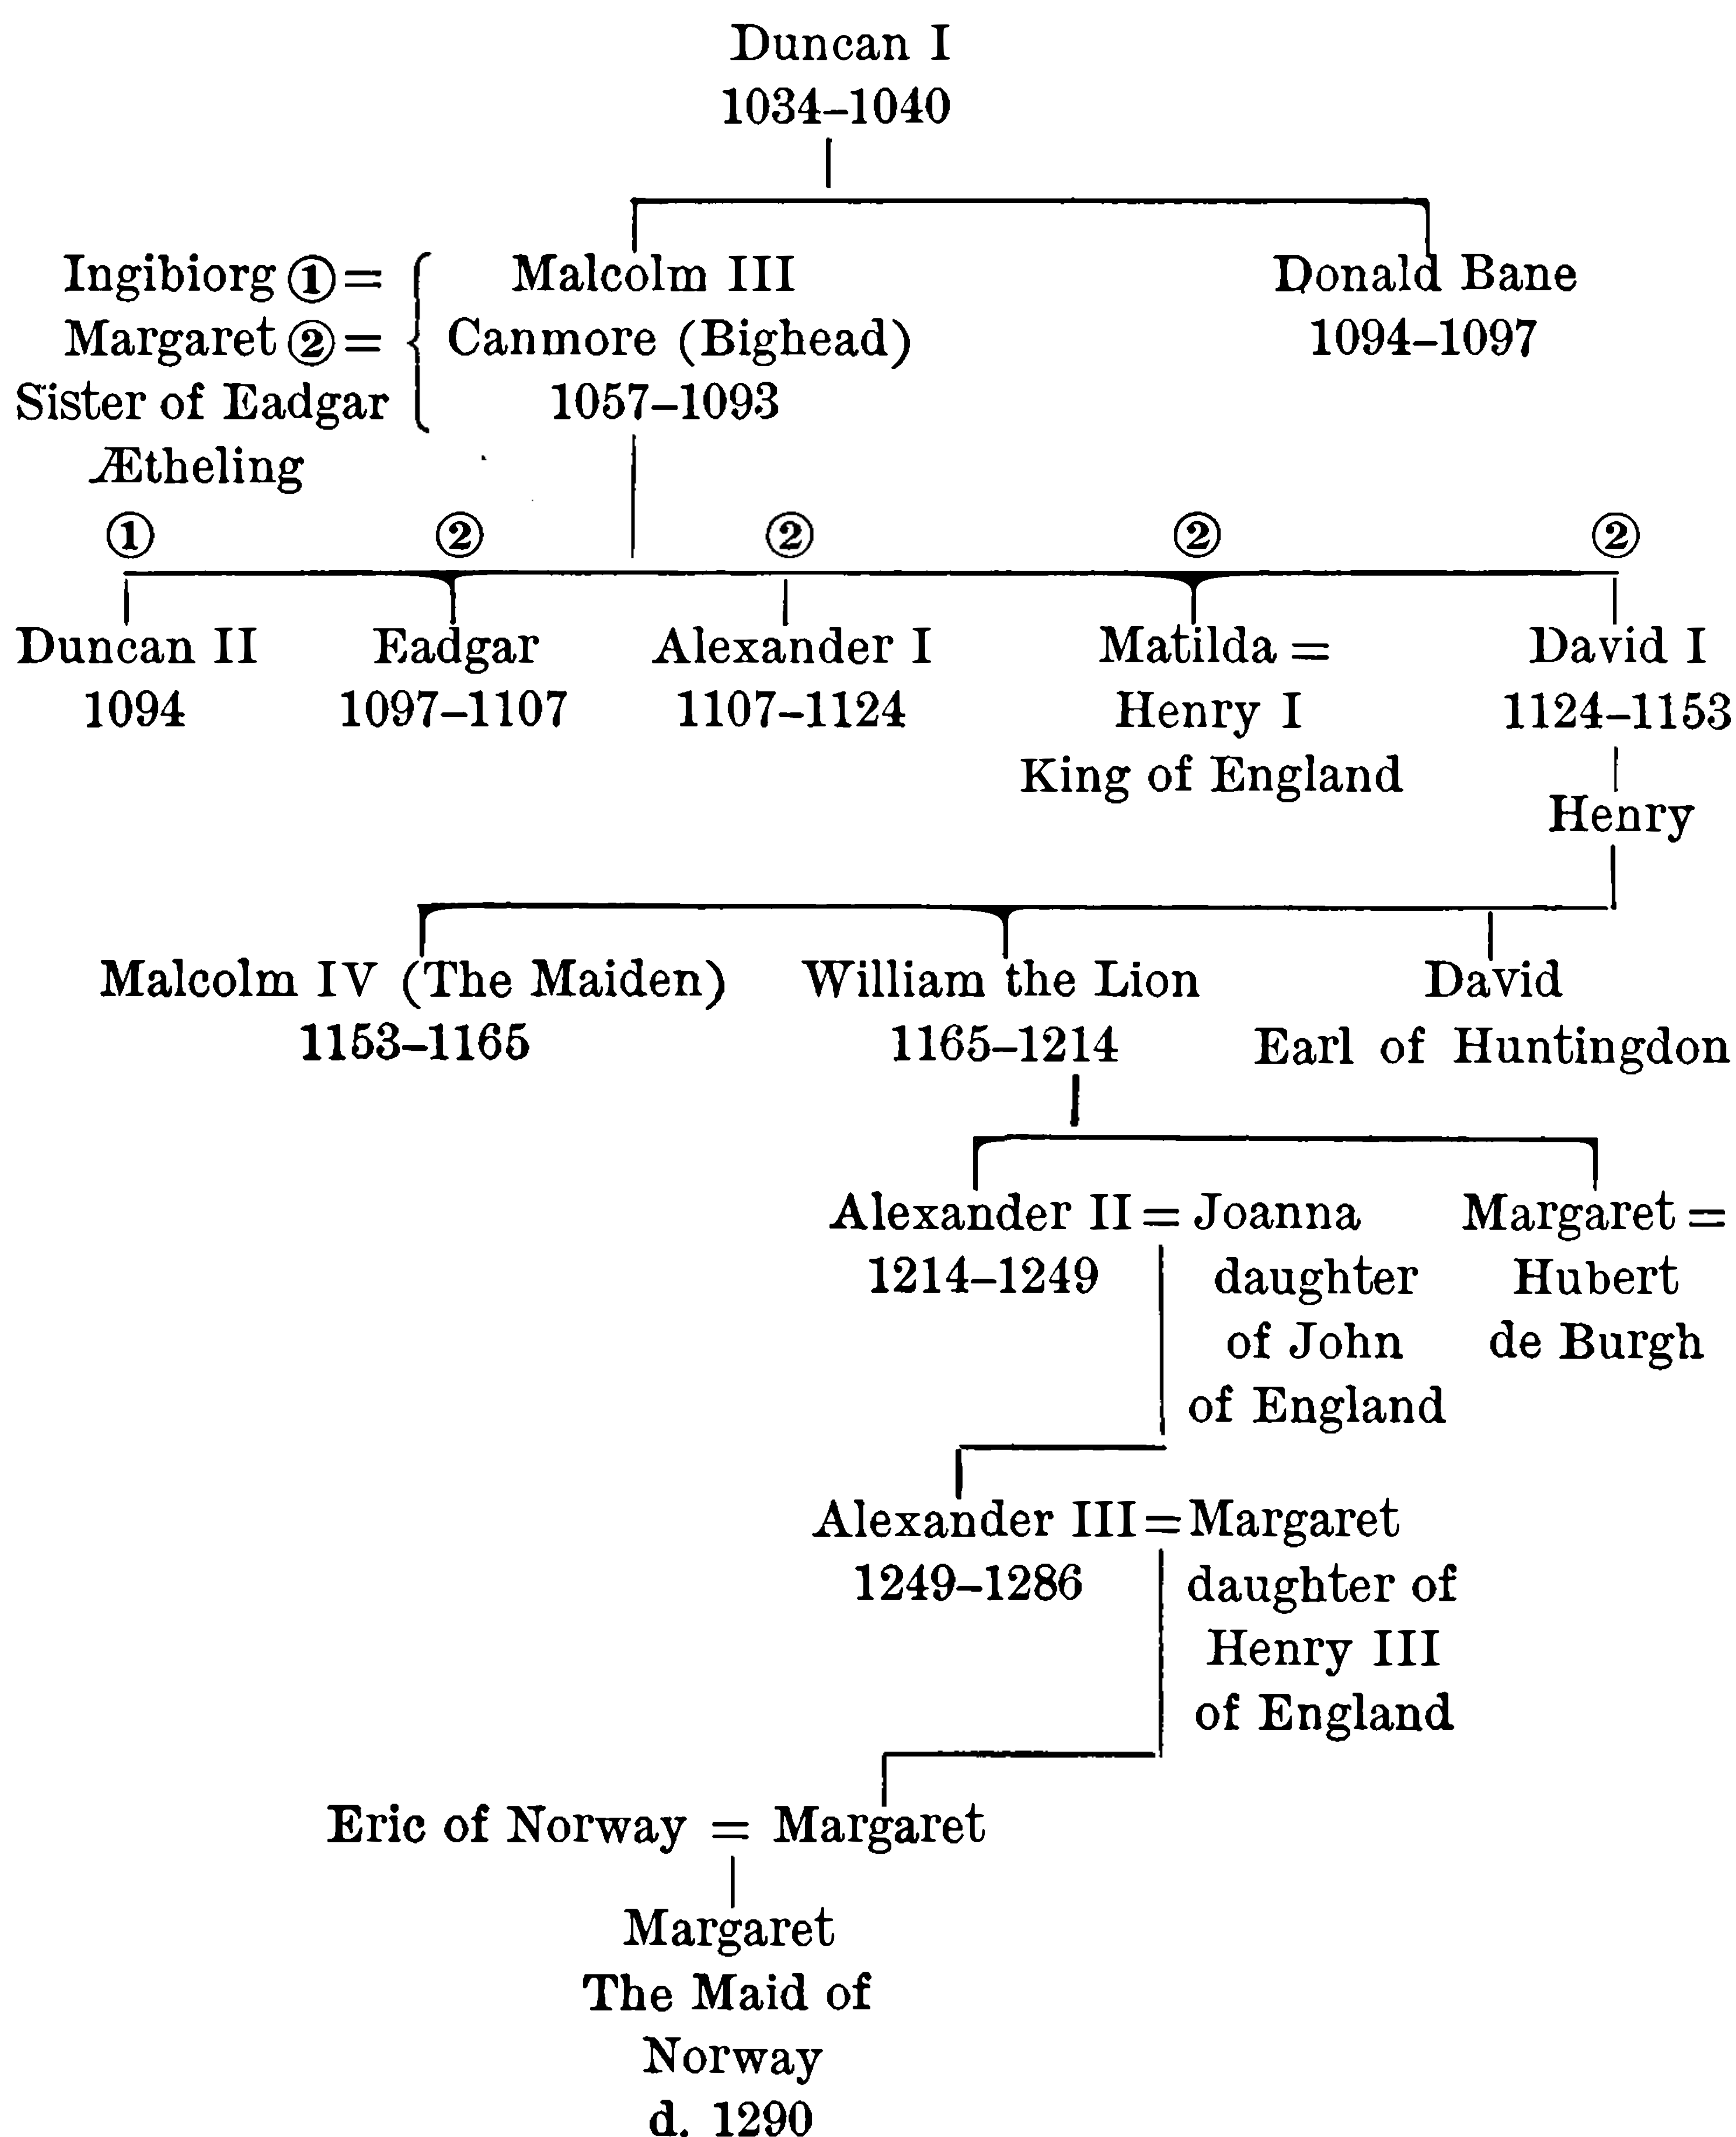 Duncan I
1034–1040
Ingibiorg ① = Malcolm III Donald Bane
Margaret ② = Canmore (Bighead) 1094–1097
Sister of Eadgar 1057–1093
Ætheling
① ② ② ② ②
Duncan II Eadgar Alexander I Matilda = David I
1094 1097–1107 1107–1124 Henry I 1124–1153
King of England
Henry
Malcolm IV (The Maiden) William the Lion David
1153–1165 1165–1214 Earl of Huntingdon
Alexander II = Joanna Margaret =
1214–1249 daughter Hubert
of John de Burgh
of England
Alexander III = Margaret
1249–1286 daughter of
Henry III
of England
Eric of Norway = Margaret
Margaret
The Maid of
Norway
d. 1290